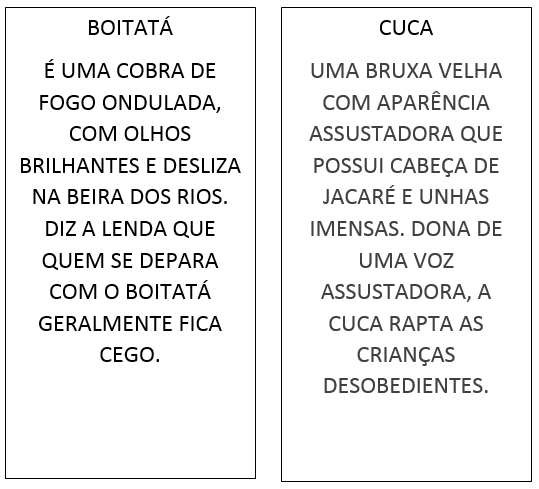 BOITATÁ
É UMA COBRA DE
FOGO ONDULADA,
COM OLHOS
BRILHANTES E DESLIZA
NA BEIRA DOS RIOS.
DIZ A LENDA QUE
QUEM SE DEPARA
COM O BOITATÁ
GERALMENTE FICA
CEGO.
CUCA
UMA BRUXA VELHA
COM APARÊNCIA
ASSUSTADORA QUE
POSSUI CABEÇA DE
JACARÉ E UNHAS
IMENSAS. DONA DE
UMA VOZ
ASSUSTADORA, A
CUCA RAPTA AS
CRIANÇAS
DESOBEDIENTES.